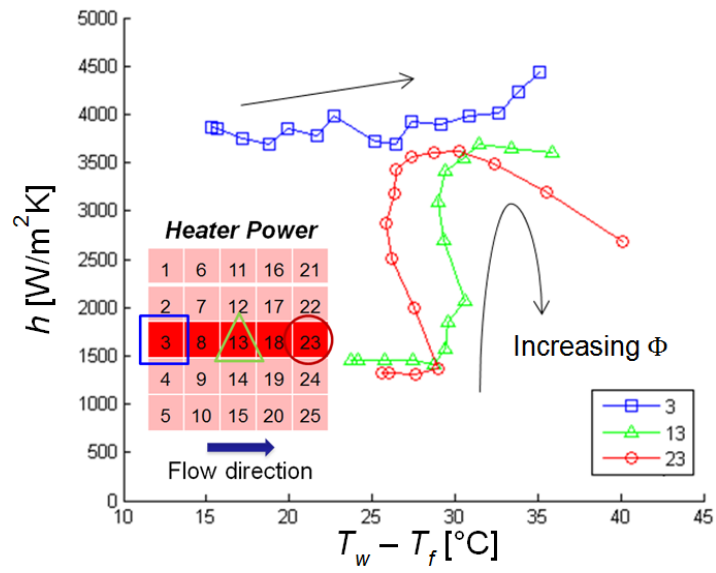 5000
4500
4000
3500
3000
2500
2000
1500
1000
500
0
h [W/m²K]
Heater Power
1 6 11 16 21
2 7 12 17 22
3 8 13 18 23
4 9 14 19 24
5 10 15 20 25
Flow direction
Increasing Φ
3
13
23
10 15 20 25 30 35 40 45
T_w – T_f [°C]